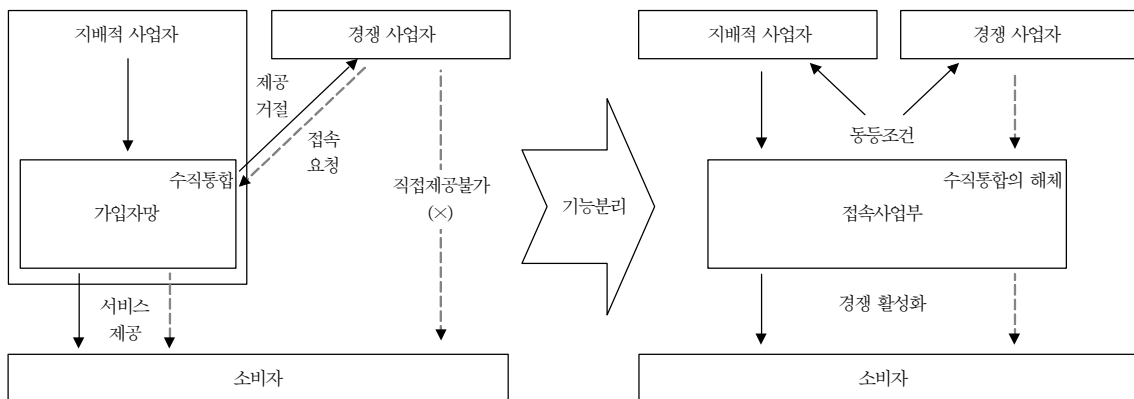 지배적 사업자
경쟁 사업자
제공
거절
접속
요청
수직통합
가입자망
직접제공불가
(×)
서비스
제공
소비자
기능분리
지배적 사업자
경쟁 사업자
동등조건
수직통합의 해체
접속사업부
경쟁 활성화
소비자